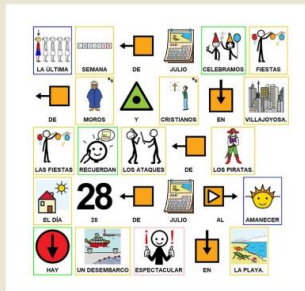 LA ÚLTIMA SEMANA DE JULIO CELEBRAMOS FIESTAS
DE MOROS Y CRISTIANOS EN VILLAJOYOSA.
LAS FIESTAS RECUERDAN LOS ATAQUES DE LOS PIRATAS.
28
EL DÍA 28 DE JULIO AL AMANECER
HAY UN DESEMBARCO ESPECTACULAR EN LA PLAYA.